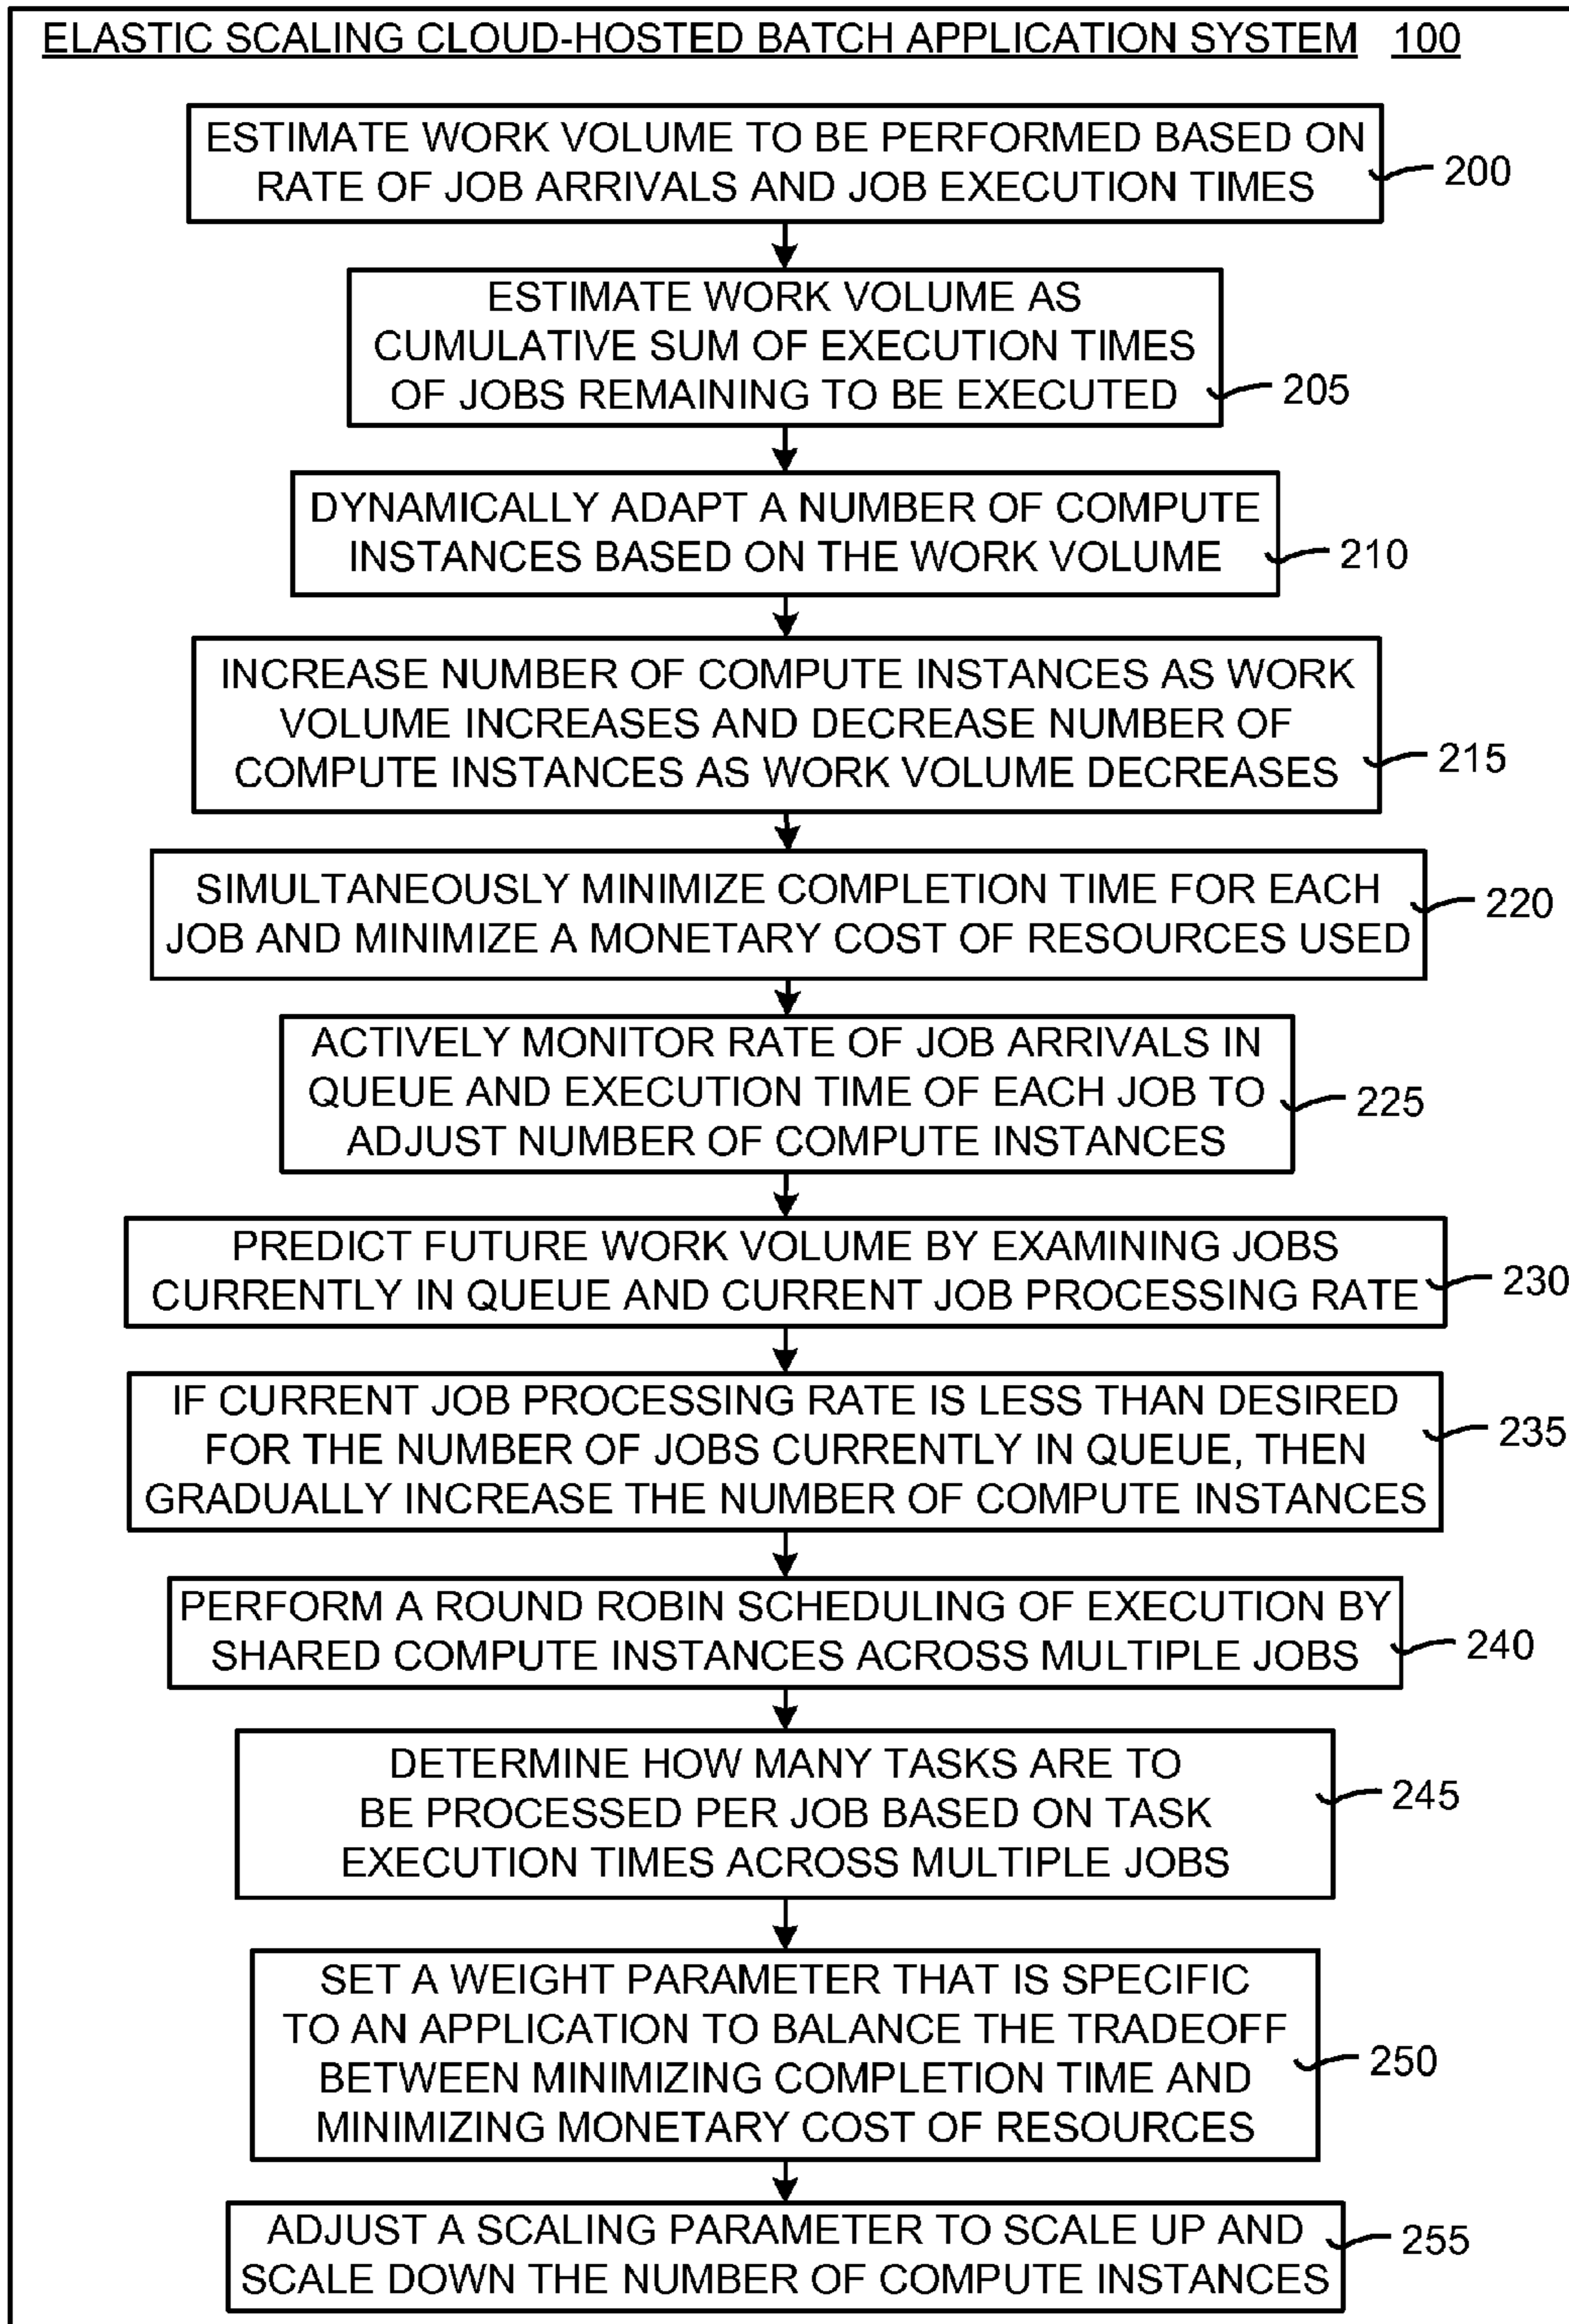 ELASTIC SCALING CLOUD-HOSTED BATCH APPLICATION SYSTEM 100
ESTIMATE WORK VOLUME TO BE PERFORMED BASED ON
RATE OF JOB ARRIVALS AND JOB EXECUTION TIMES
200
ESTIMATE WORK VOLUME AS
CUMULATIVE SUM OF EXECUTION TIMES
OF JOBS REMAINING TO BE EXECUTED
205
DYNAMICALLY ADAPT A NUMBER OF COMPUTE
INSTANCES BASED ON THE WORK VOLUME
210
INCREASE NUMBER OF COMPUTE INSTANCES AS WORK
VOLUME INCREASES AND DECREASE NUMBER OF
COMPUTE INSTANCES AS WORK VOLUME DECREASES
215
SIMULTANEOUSLY MINIMIZE COMPLETION TIME FOR EACH
JOB AND MINIMIZE A MONETARY COST OF RESOURCES USED
220
ACTIVELY MONITOR RATE OF JOB ARRIVALS IN
QUEUE AND EXECUTION TIME OF EACH JOB TO
ADJUST NUMBER OF COMPUTE INSTANCES
225
PREDICT FUTURE WORK VOLUME BY EXAMINING JOBS
CURRENTLY IN QUEUE AND CURRENT JOB PROCESSING RATE
230
IF CURRENT JOB PROCESSING RATE IS LESS THAN DESIRED
FOR THE NUMBER OF JOBS CURRENTLY IN QUEUE, THEN
GRADUALLY INCREASE THE NUMBER OF COMPUTE INSTANCES
235
PERFORM A ROUND ROBIN SCHEDULING OF EXECUTION BY
SHARED COMPUTE INSTANCES ACROSS MULTIPLE JOBS
240
DETERMINE HOW MANY TASKS ARE TO
BE PROCESSED PER JOB BASED ON TASK
EXECUTION TIMES ACROSS MULTIPLE JOBS
245
SET A WEIGHT PARAMETER THAT IS SPECIFIC
TO AN APPLICATION TO BALANCE THE TRADEOFF
BETWEEN MINIMIZING COMPLETION TIME AND
MINIMIZING MONETARY COST OF RESOURCES
250
ADJUST A SCALING PARAMETER TO SCALE UP AND
SCALE DOWN THE NUMBER OF COMPUTE INSTANCES
255